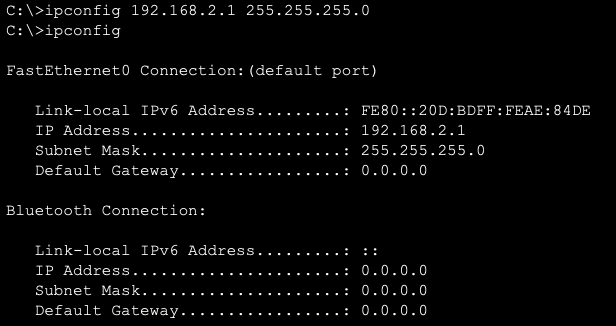 C:\>ipconfig 192.168.2.1 255.255.255.0
C:\>ipconfig
FastEthernet0 Connection:(default port)
Link-local IPv6 Address.........: FE80::20D:BDFF:FEAE:84DE
IP Address......................: 192.168.2.1
Subnet Mask.....................: 255.255.255.0
Default Gateway.................: 0.0.0.0
Bluetooth Connection:
Link-local IPv6 Address.........: ::
IP Address......................: 0.0.0.0
Subnet Mask.....................: 0.0.0.0
Default Gateway.................: 0.0.0.0